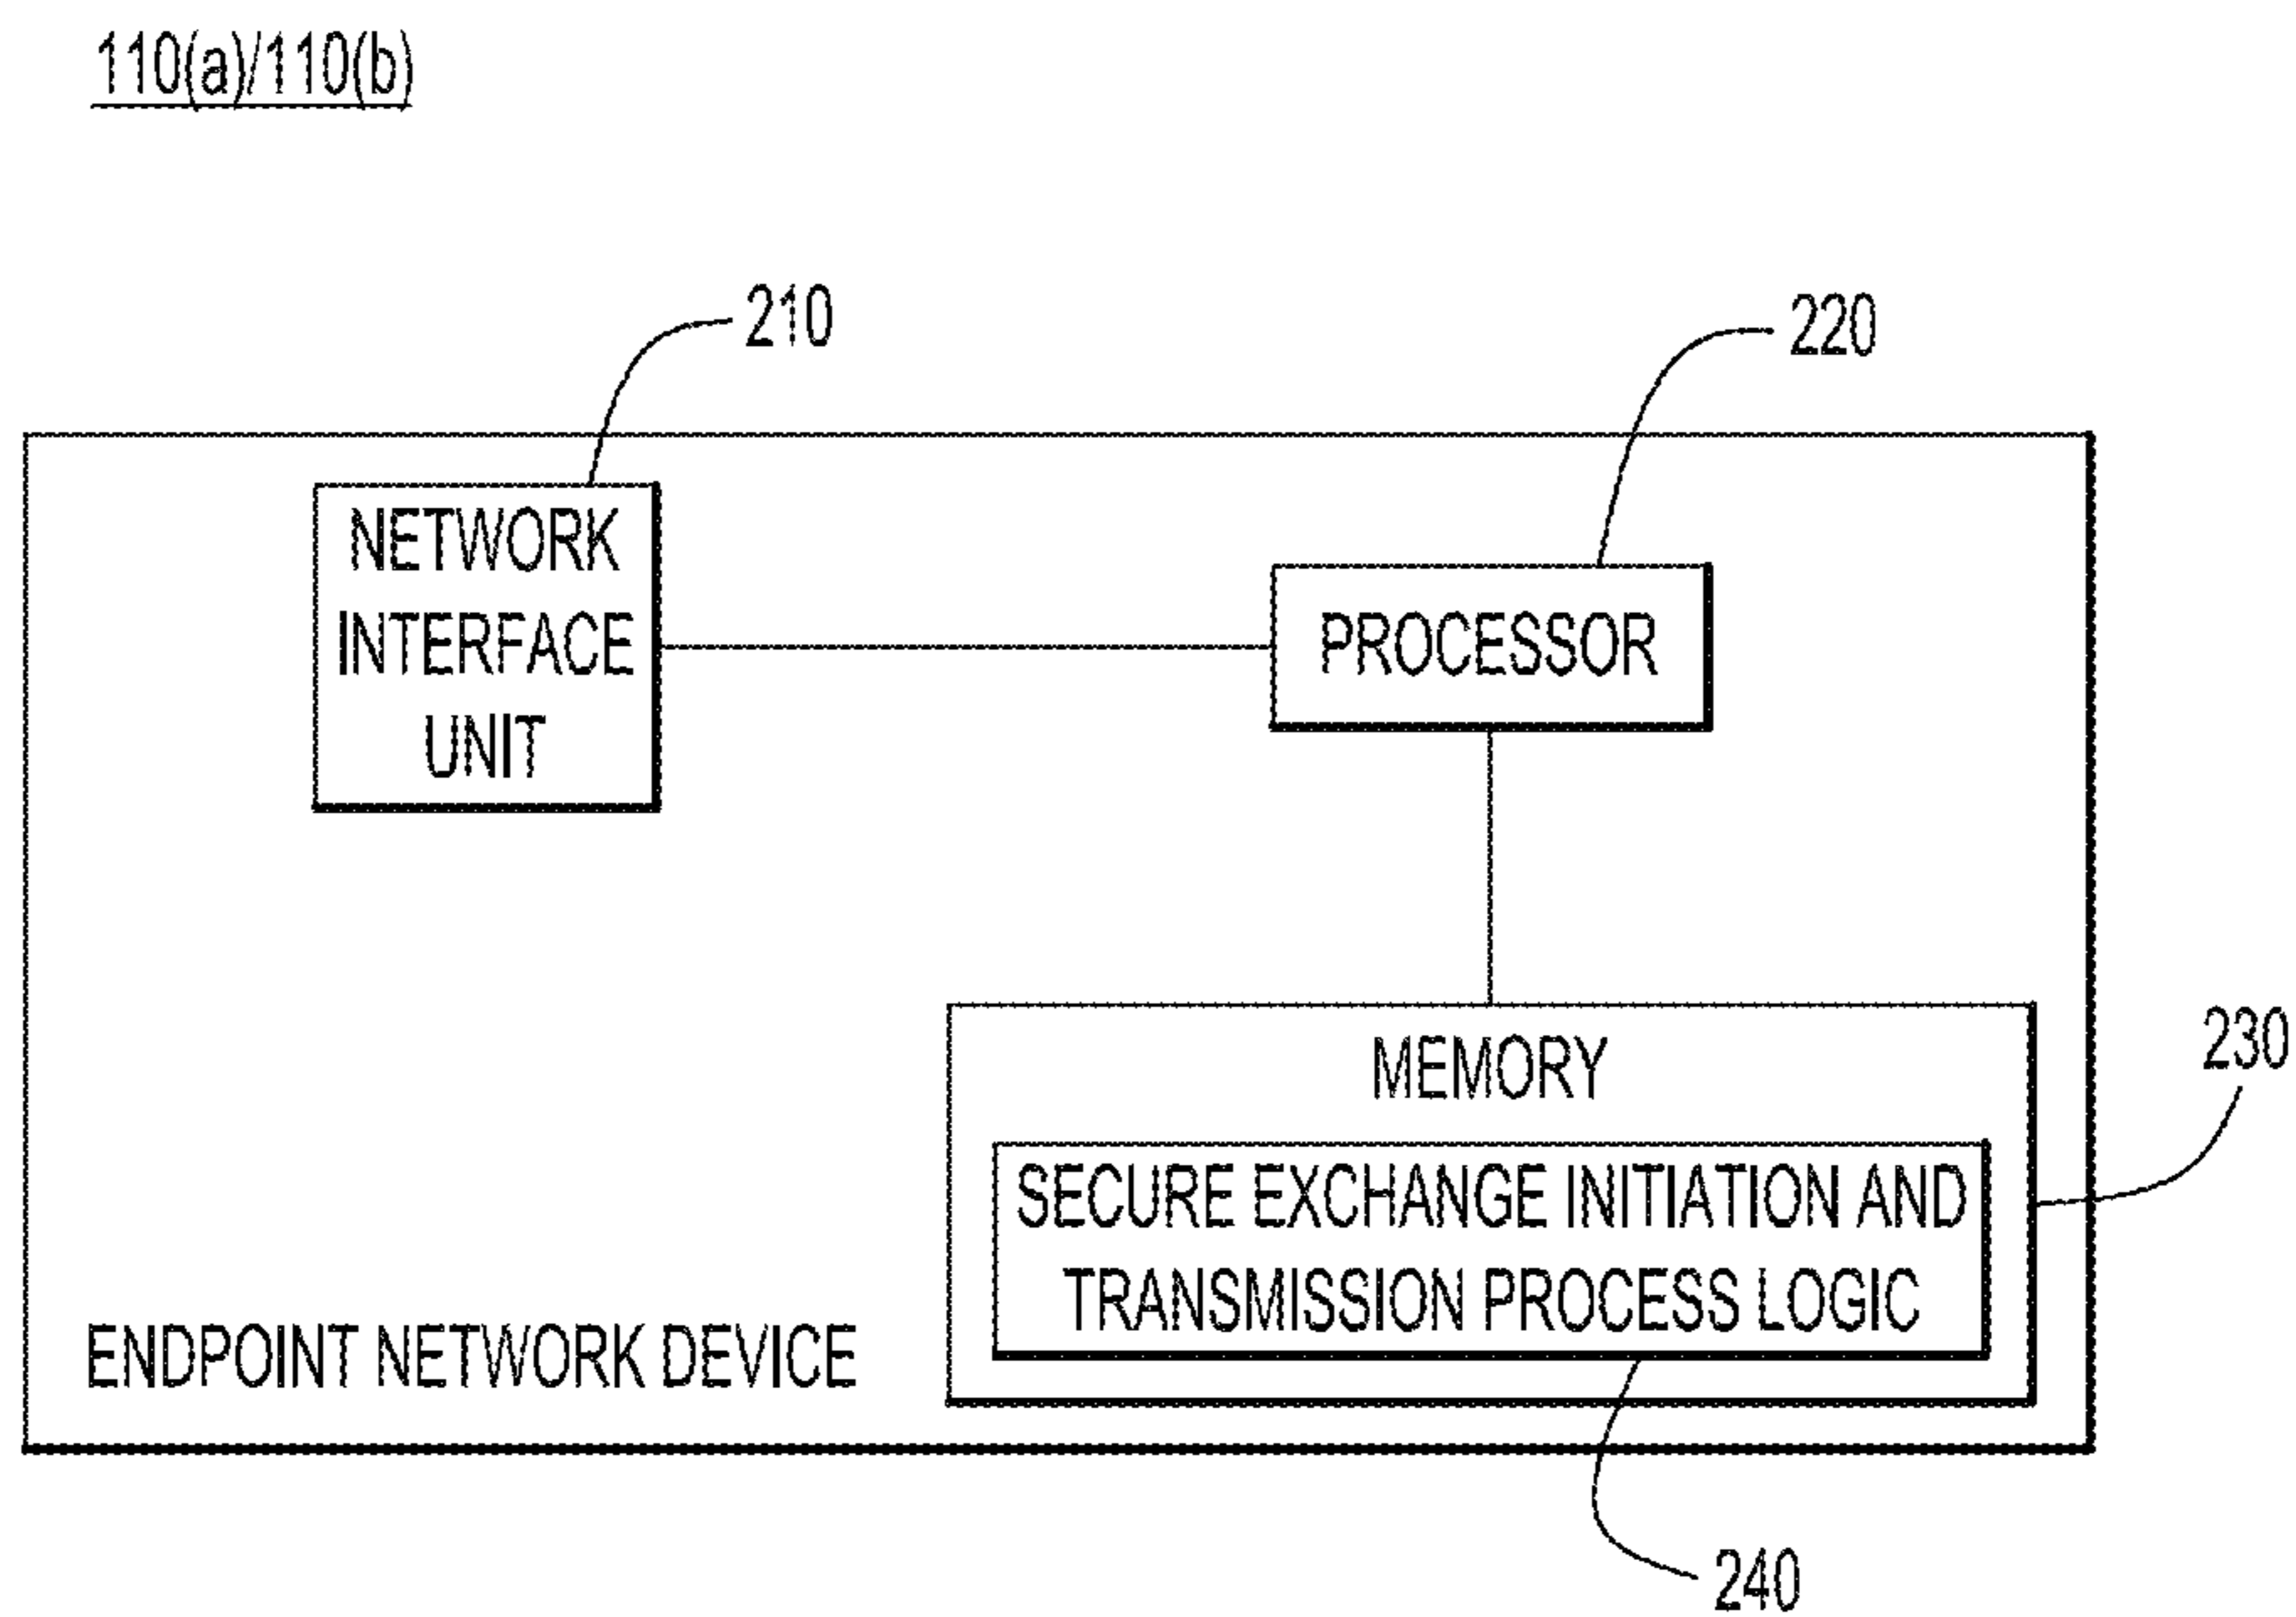 110(a)/110(b)
210
220
NETWORK
INTERFACE
UNIT
PROCESSOR
MEMORY
230
SECURE EXCHANGE INITIATION AND
TRANSMISSION PROCESS LOGIC
ENDPOINT NETWORK DEVICE
240